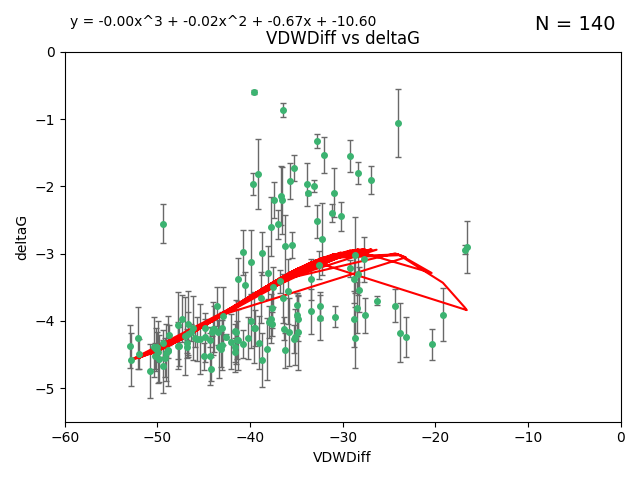 y = -0.00x^3 + -0.02x^2 + -0.67x + -10.60
N = 140
VDWDiff vs deltaG
0
−1
−2
−3
−4
−5
deltaG
−60 −50 −40 −30 −20 −10 0
VDWDiff